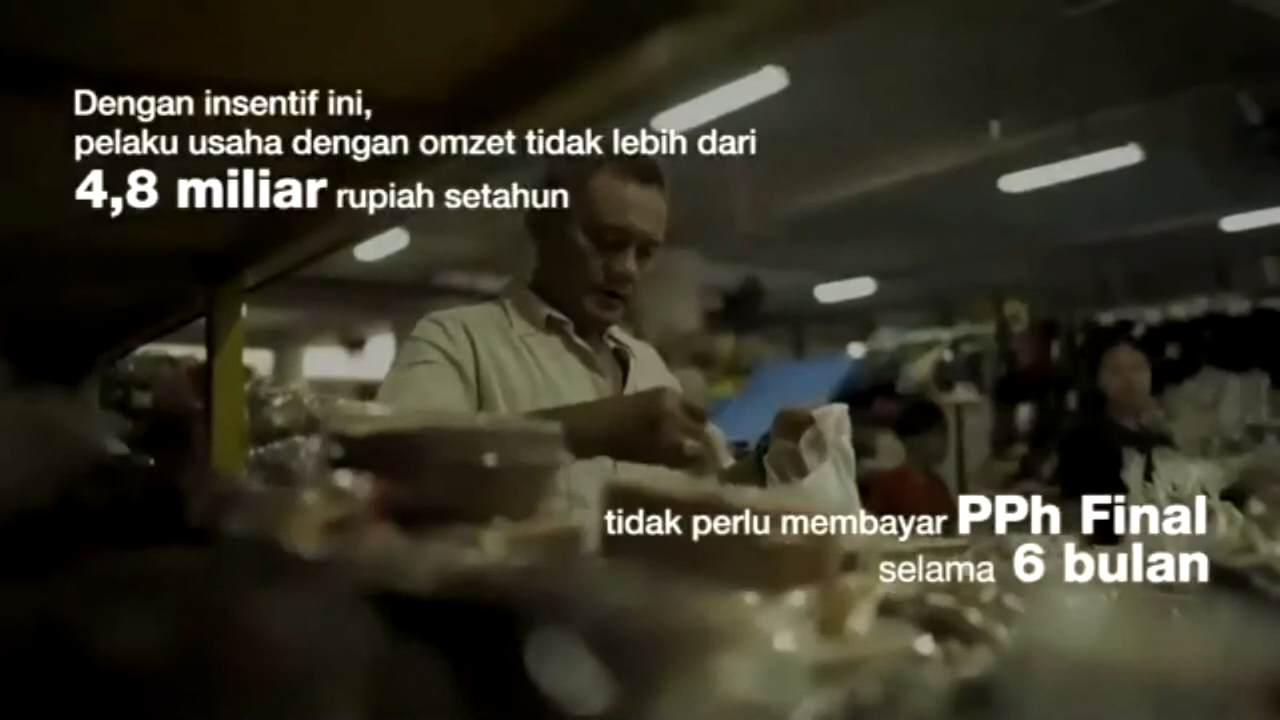 Dengan insentif ini,
pelaku usaha dengan omzet tidak lebih dari
4,8 miliar rupiah setahun
tidak perlu membayar PPh Final
selama 6 bulan